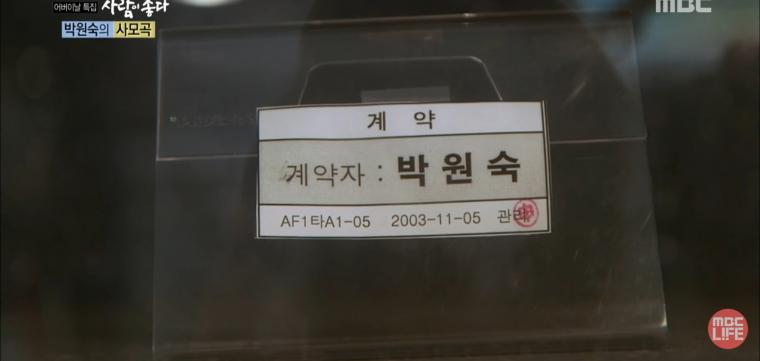 어버이날 특집 사람이 좋다
박원숙의 사모곡
MBC
계 약
계약자 : 박원숙
AF1타A1-05 2003-11-05 관리
MBC
LIFE